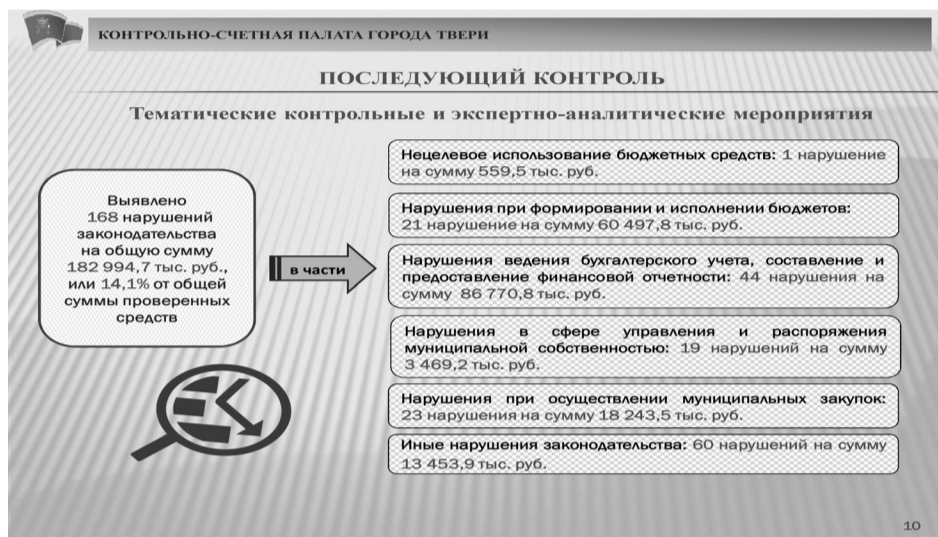 КОНТРОЛЬНО-СЧЕТНАЯ ПАЛАТА ГОРОДА ТВЕРИ
ПОСЛЕДУЮЩИЙ КОНТРОЛЬ
Тематические контрольные и экспертно-аналитические мероприятия
Выявлено
168 нарушений
законодательства
на общую сумму
182 994,7 тыс. руб.,
или 14,1% от общей
суммы проверенных
средств
в части
Нецелевое использование бюджетных средств: 1 нарушение
на сумму 559,5 тыс. руб.
Нарушения при формировании и исполнении бюджетов:
21 нарушение на сумму 60 497,8 тыс. руб.
Нарушения ведения бухгалтерского учета, составление и
предоставление финансовой отчетности: 44 нарушения на
сумму 86 770,8 тыс. руб.
Нарушения в сфере управления и распоряжения
муниципальной собственностью: 19 нарушений на сумму
3 469,2 тыс. руб.
Нарушения при осуществлении муниципальных закупок:
23 нарушения на сумму 18 243,5 тыс. руб.
Иные нарушения законодательства: 60 нарушений на сумму
13 453,9 тыс. руб.
10